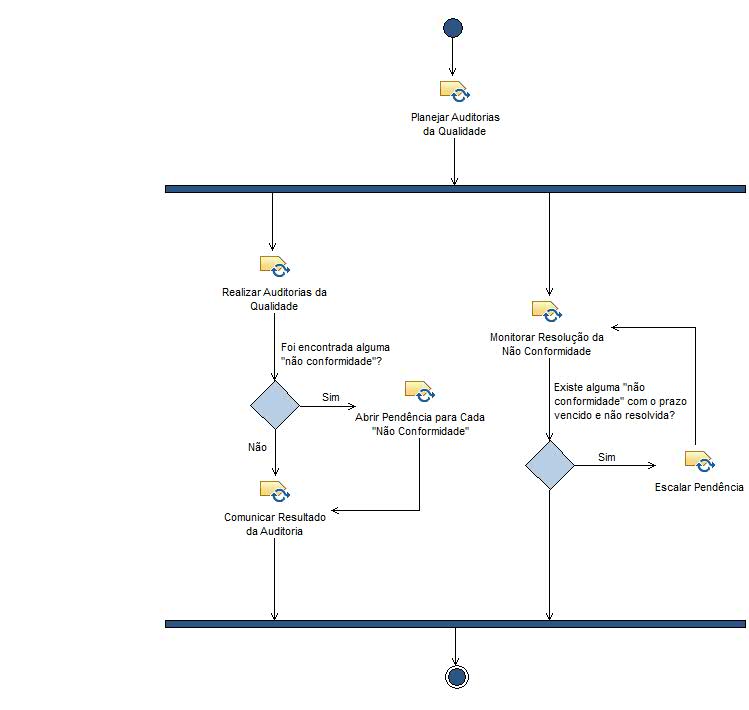 Planejar Auditorias
da Qualidade
Realizar Auditorias da
Qualidade
Foi encontrada alguma
"não conformidade"?
Sim
Abrir Pendência para Cada
"Não Conformidade"
Não
Comunicar Resultado
da Auditoria
Monitorar Resolução da
Não Conformidade
Existe alguma "não
conformidade" com o prazo
vencido e não resolvida?
Sim
Escalar Pendência